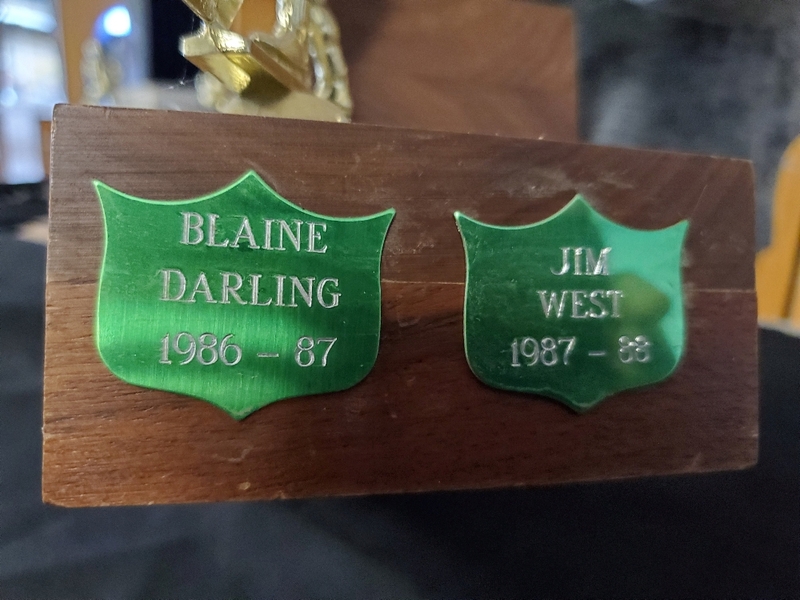 BLAINE
DARLING
1986 – 87
JIM
WEST
1987 – 88